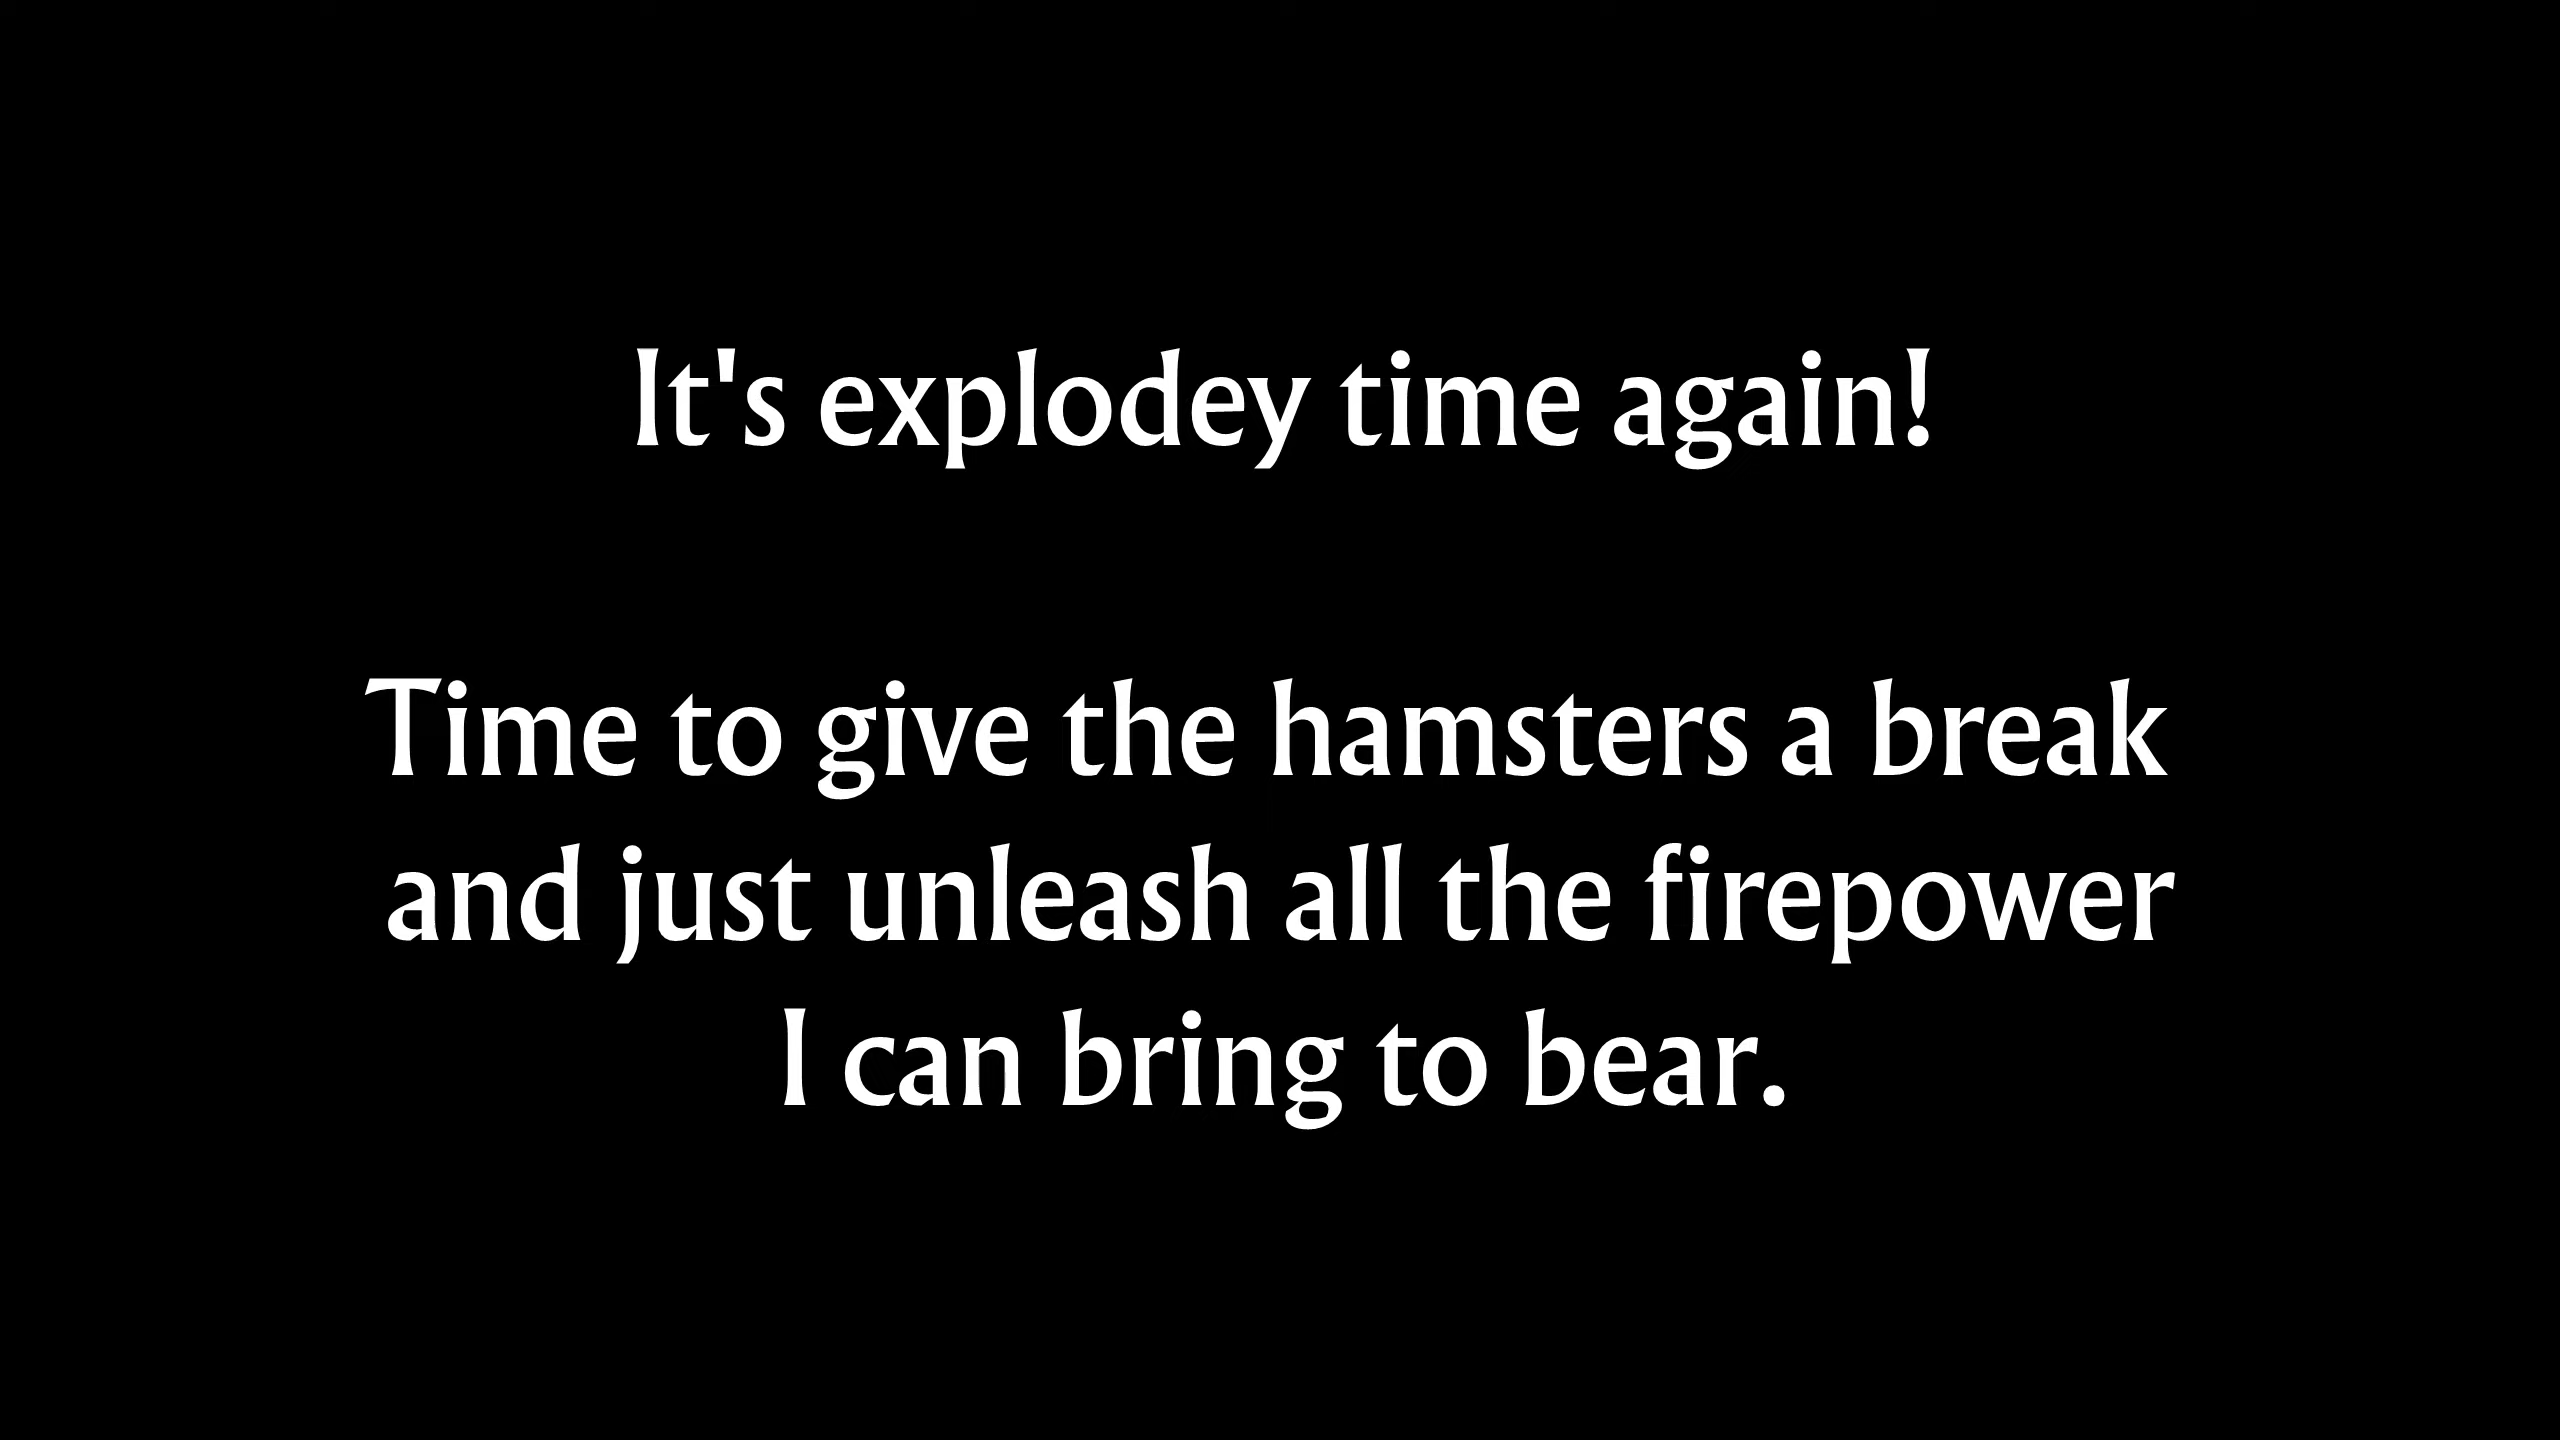 It's explodey time again!
Time to give the hamsters a break
and just unleash all the firepower
I can bring to bear.